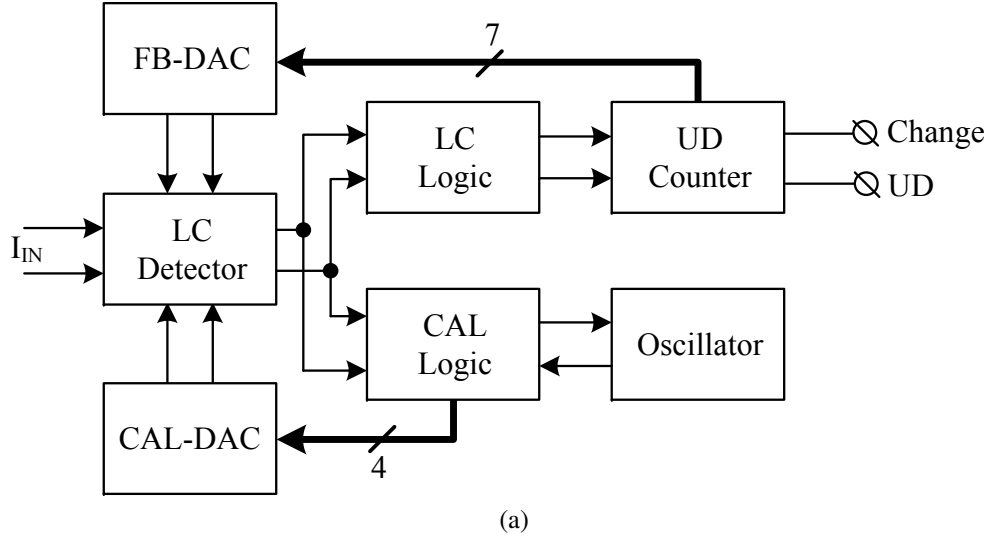 7
FB-DAC
LC
Logic
UD
Counter
Change
UD
I_IN
LC
Detector
CAL
Logic
Oscillator
CAL-DAC
4
(a)